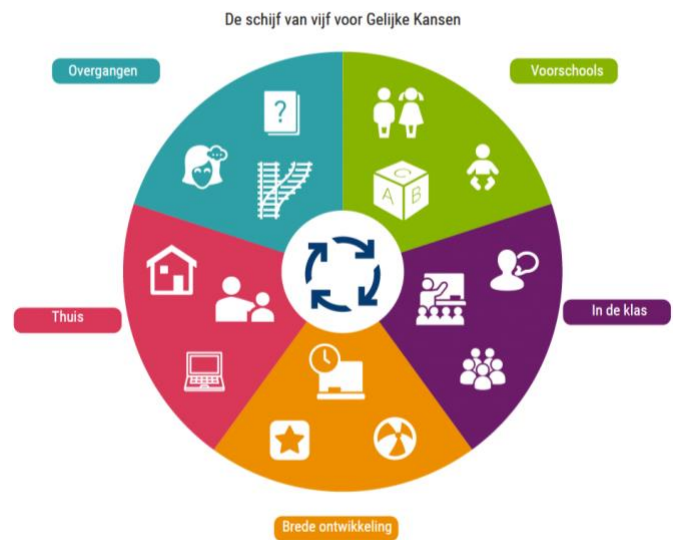 De schijf van vijf voor Gelijke Kansen
Overgangen
Voorschools
?
C
A
B
Thuis
In de klas
Brede ontwikkeling